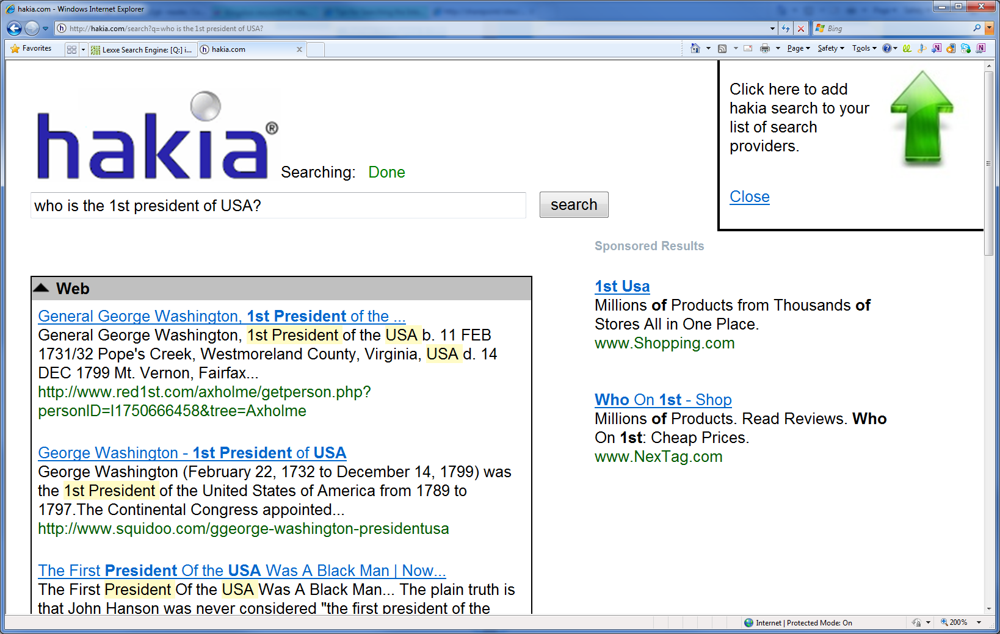 hakia.com - Windows Internet Explorer
http://hakia.com/search?q=who is the 1st president of USA?
Bing
Favorites
Lexxe Search Engine: [Q:] i...
hakia.com
Page
Safety
Tools
hakia®
Searching: Done
who is the 1st president of USA?
search
Click here to add
hakia search to your
list of search
providers.
Close
Web
General George Washington, 1st President of the ...
General George Washington, 1st President of the USA b. 11 FEB
1731/32 Pope's Creek, Westmoreland County, Virginia, USA d. 14
DEC 1799 Mt. Vernon, Fairfax...
http://www.red1st.com/axholme/getperson.php?
personID=I1750666458&tree=Axholme
George Washington - 1st President of USA
George Washington (February 22, 1732 to December 14, 1799) was
the 1st President of the United States of America from 1789 to
1797.The Continental Congress appointed...
http://www.squidoo.com/ggeorge-washington-presidentusa
The First President Of the USA Was A Black Man | Now...
The First President Of the USA Was A Black Man... The plain truth is
that John Hanson was never considered "the first president of the
Sponsored Results
1st Usa
Millions of Products from Thousands of
Stores All in One Place.
www.Shopping.com
Who On 1st - Shop
Millions of Products. Read Reviews. Who
On 1st: Cheap Prices.
www.NexTag.com
Internet | Protected Mode: On
200%